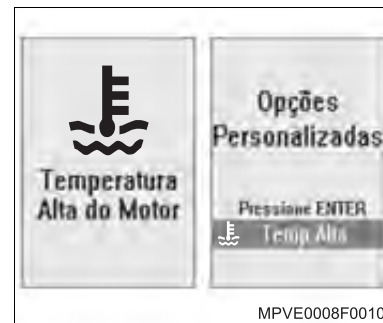 Temperatura
Alta do Motor
Opções
Personalizadas
Pressione ENTER
Temp Alta
MPVE0008F0010